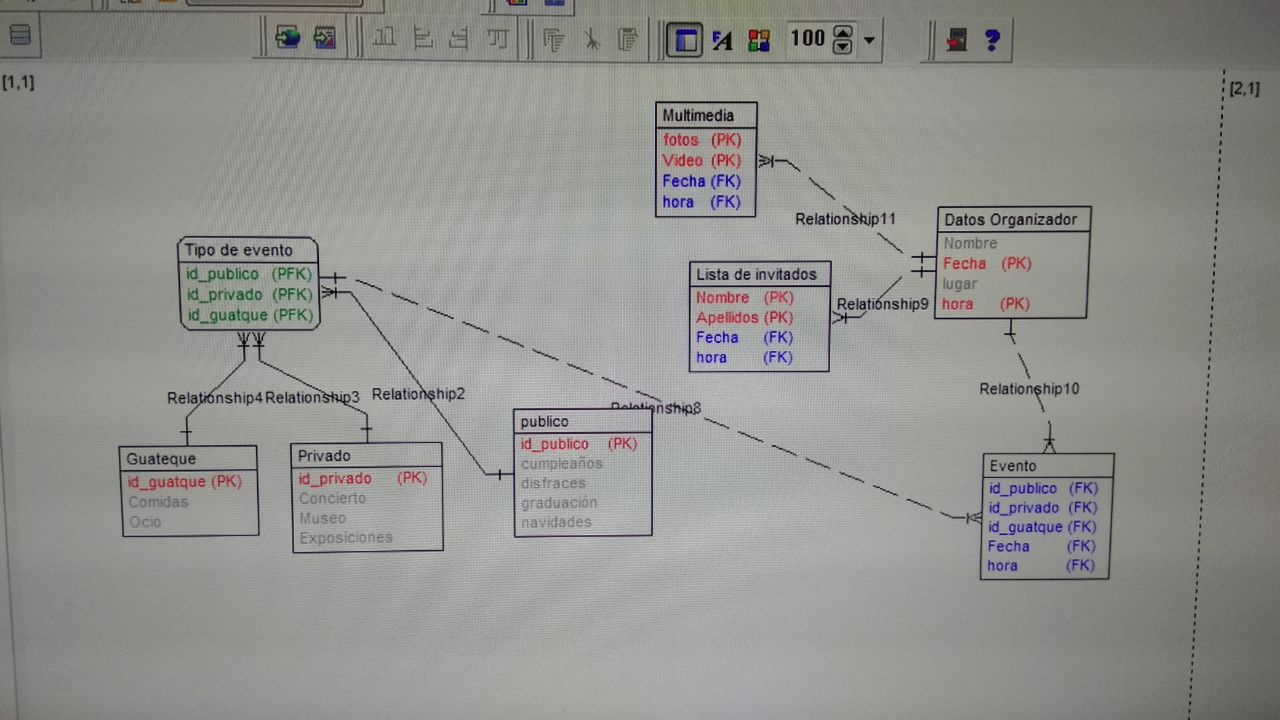 100
?
[1,1]
[2,1]
Multimedia
fotos (PK)
Video (PK)
Fecha (FK)
hora (FK)
Relationship11
Datos Organizador
Nombre
Fecha (PK)
lugar
hora (PK)
Tipo de evento
id_publico (PFK)
id_privado (PFK)
id_guatque (PFK)
Lista de invitados
Nombre (PK)
Apellidos (PK)
Fecha (FK)
hora (FK)
Relationship9
Relationship10
Relationship4
Relationship3
Relationship2
Relationship8
Guateque
id_guatque (PK)
Comidas
Ocio
Privado
id_privado (PK)
Concierto
Museo
Exposiciones
publico
id_publico (PK)
cumpleaños
disfraces
graduación
navidades
Evento
id_publico (FK)
id_privado (FK)
id_guatque (FK)
Fecha (FK)
hora (FK)